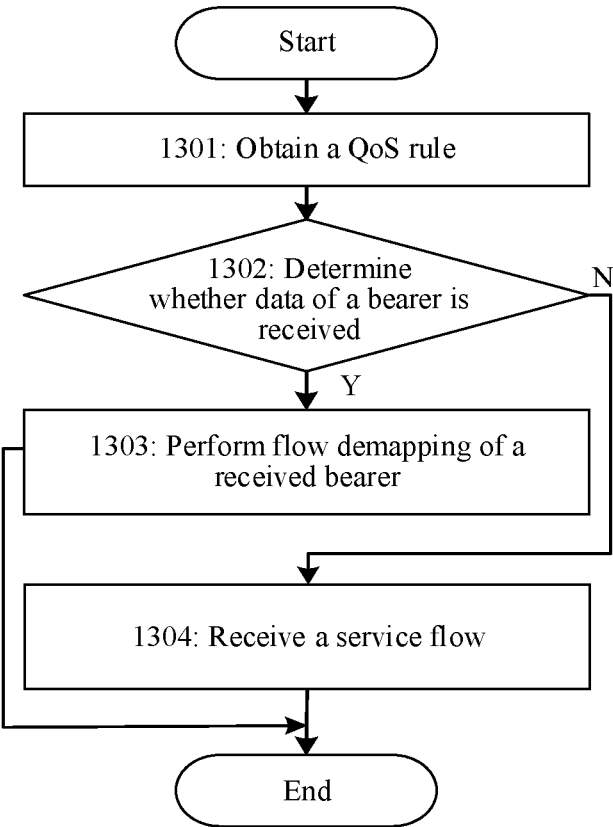 Start
1301: Obtain a QoS rule
1302: Determine
whether data of a bearer is
received
N
Y
1303: Perform flow demapping of a
received bearer
1304: Receive a service flow
End